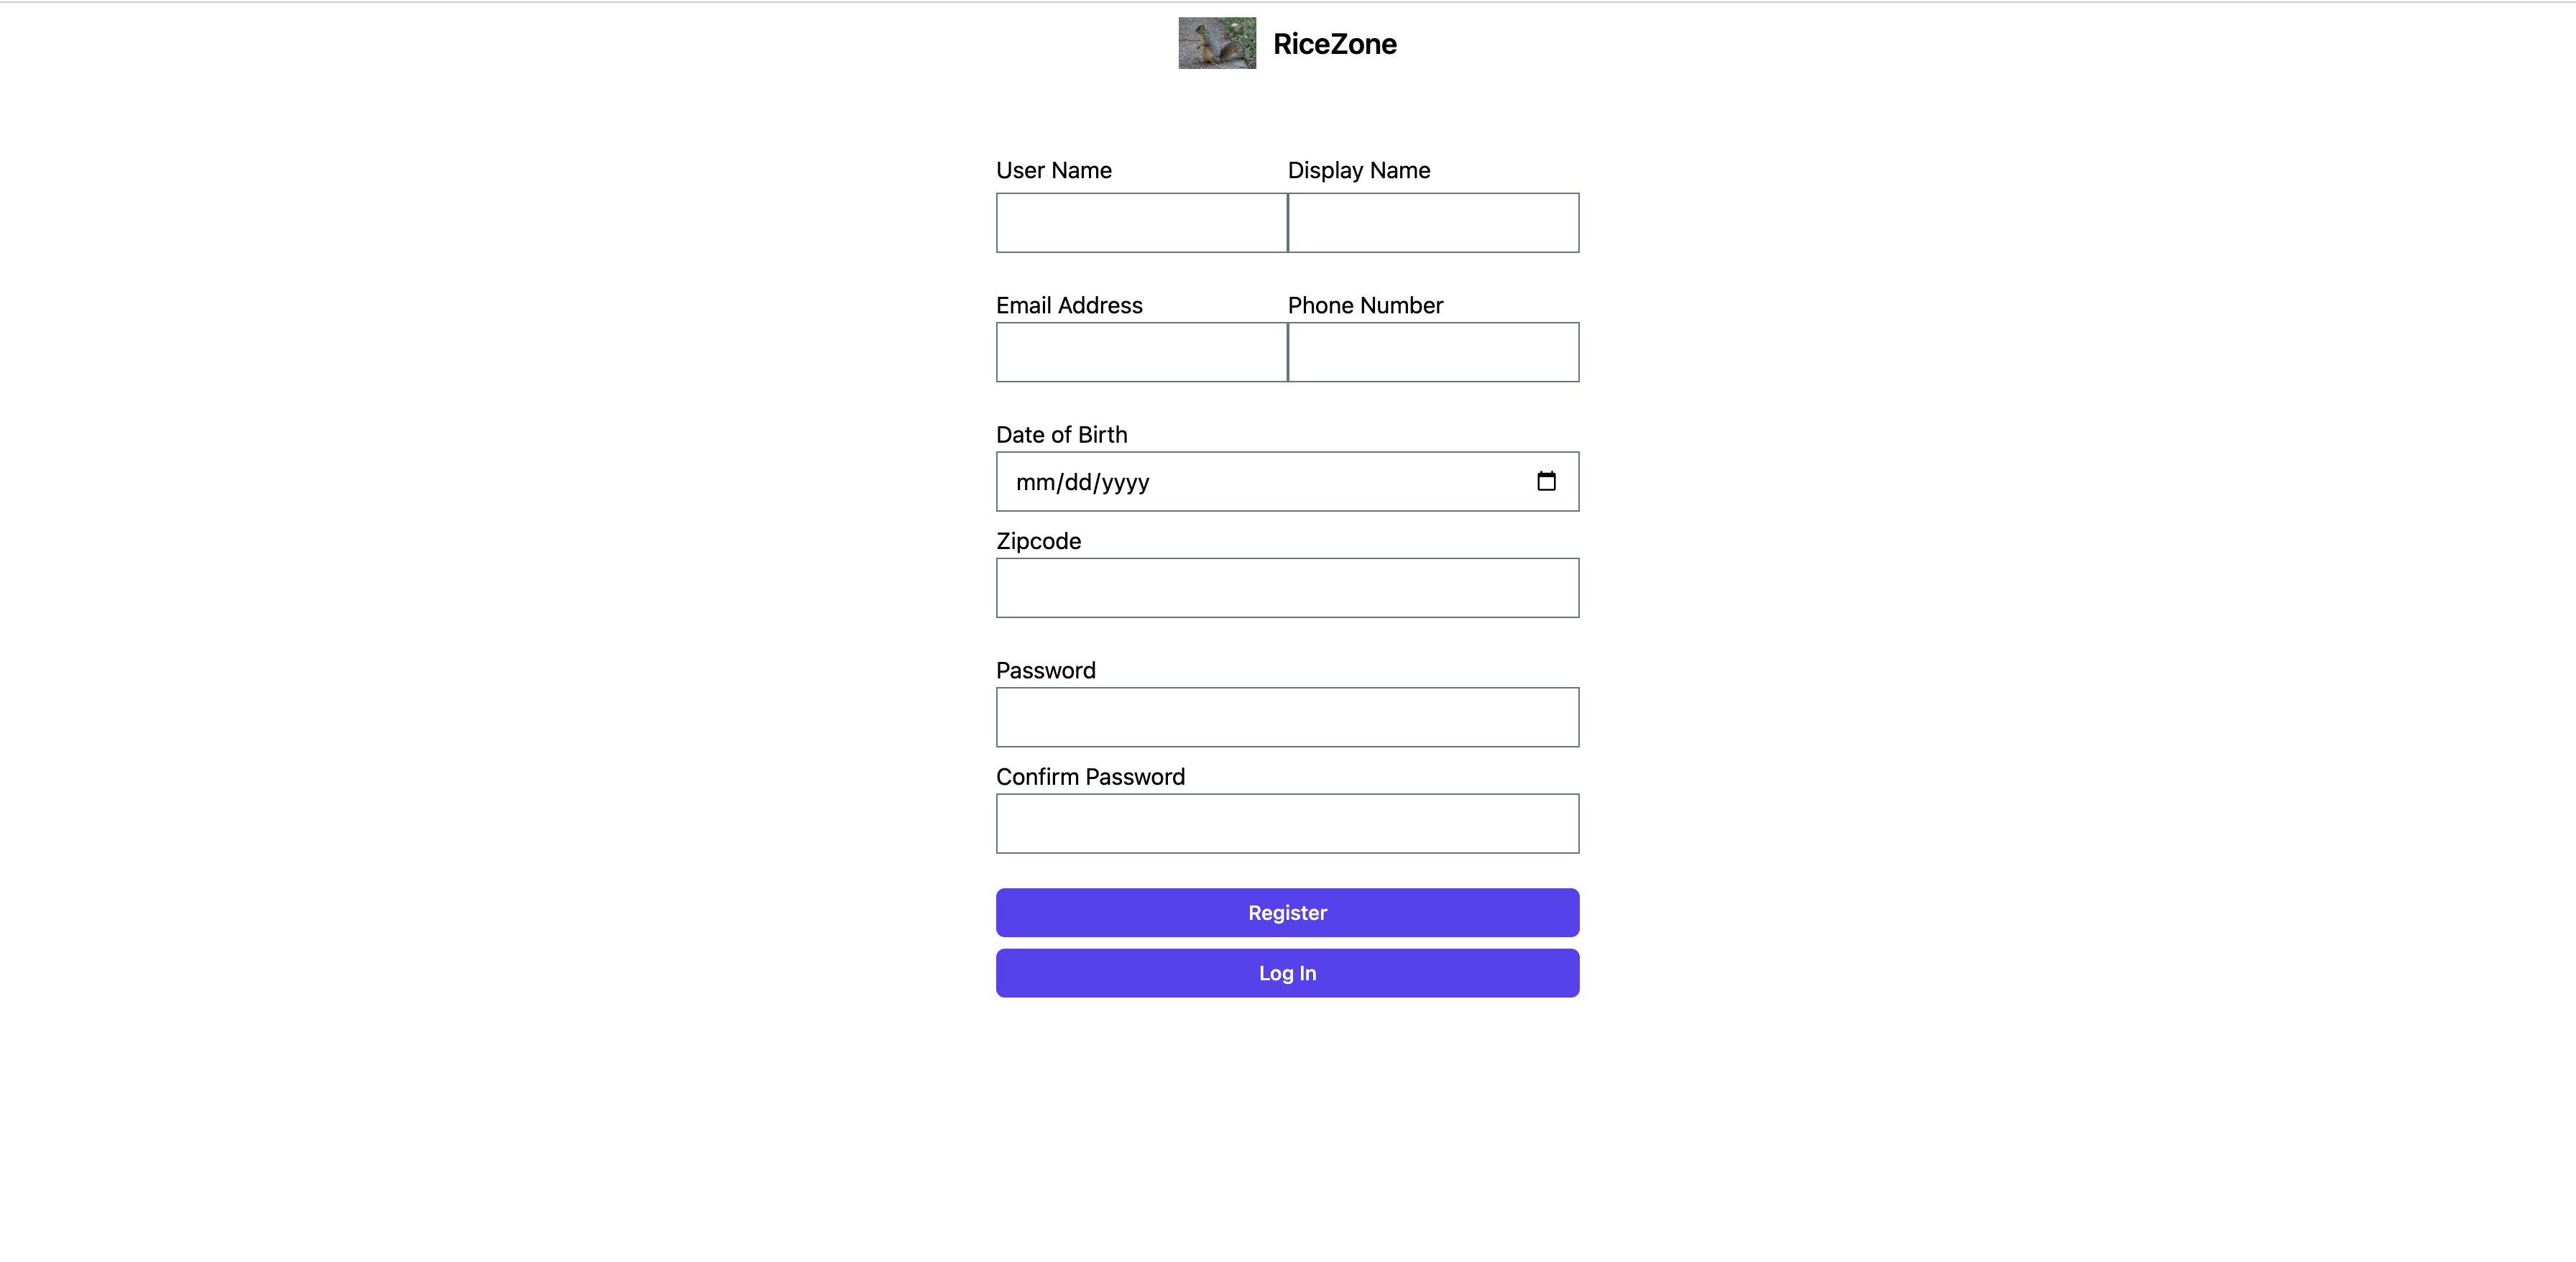 RiceZone
User Name Display Name
Email Address Phone Number
Date of Birth
mm/dd/yyyy
Zipcode
Password
Confirm Password
Register
Log In